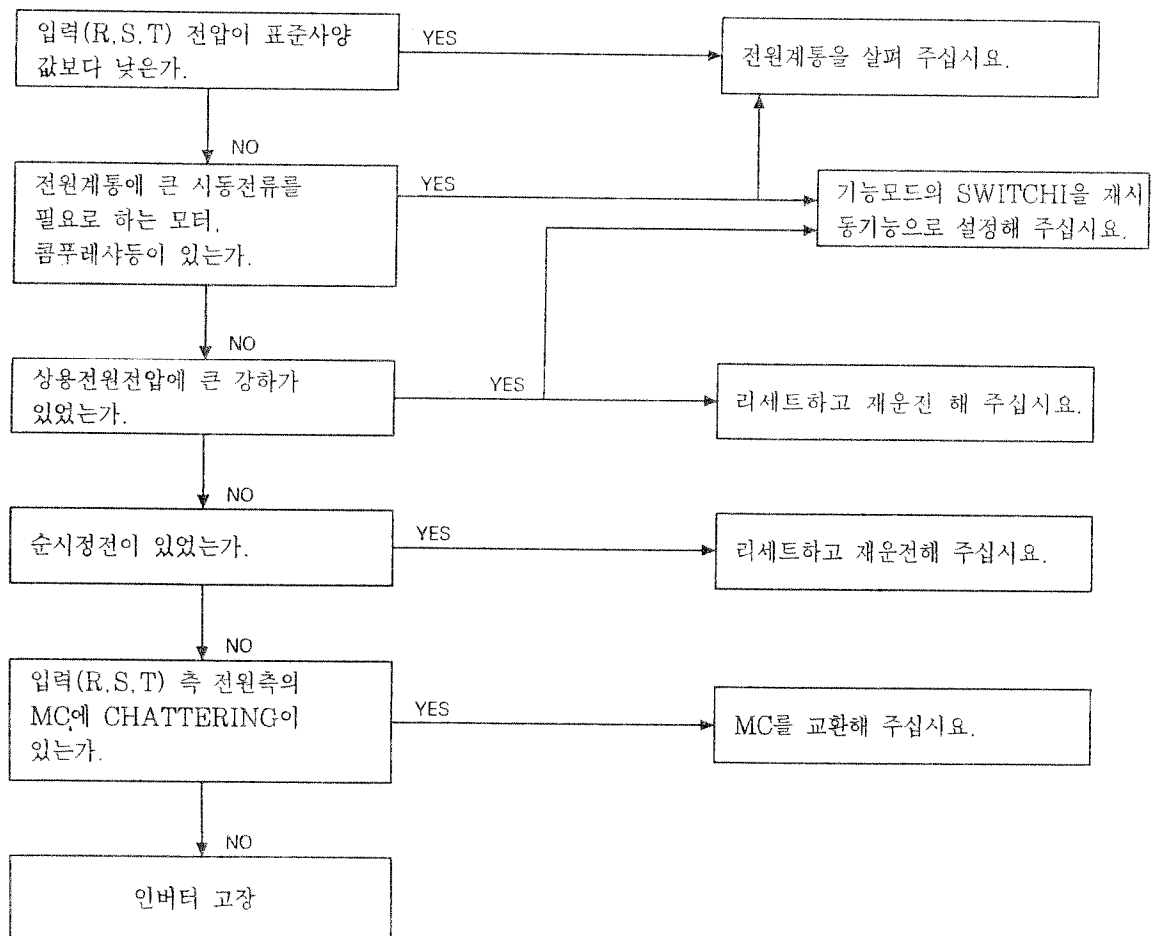 입력(R,S,T) 전압이 표준사양
값보다 낮은가.
YES
전원계통을 살펴 주십시요.
NO
전원계통에 큰 시동전류를
필요로 하는 모터,
콤푸레샤등이 있는가.
YES
기능모드의 SWITCHI을 재시
동기능으로 설정해 주십시요.
NO
상용전원전압에 큰 강하가
있었는가.
YES
리세트하고 재운전 해 주십시요.
NO
순시정전이 있었는가.
YES
리세트하고 재운전해 주십시요.
NO
입력(R,S,T) 측 전원측의
MC에 CHATTERING이
있는가.
YES
MC를 교환해 주십시요.
NO
인버터 고장